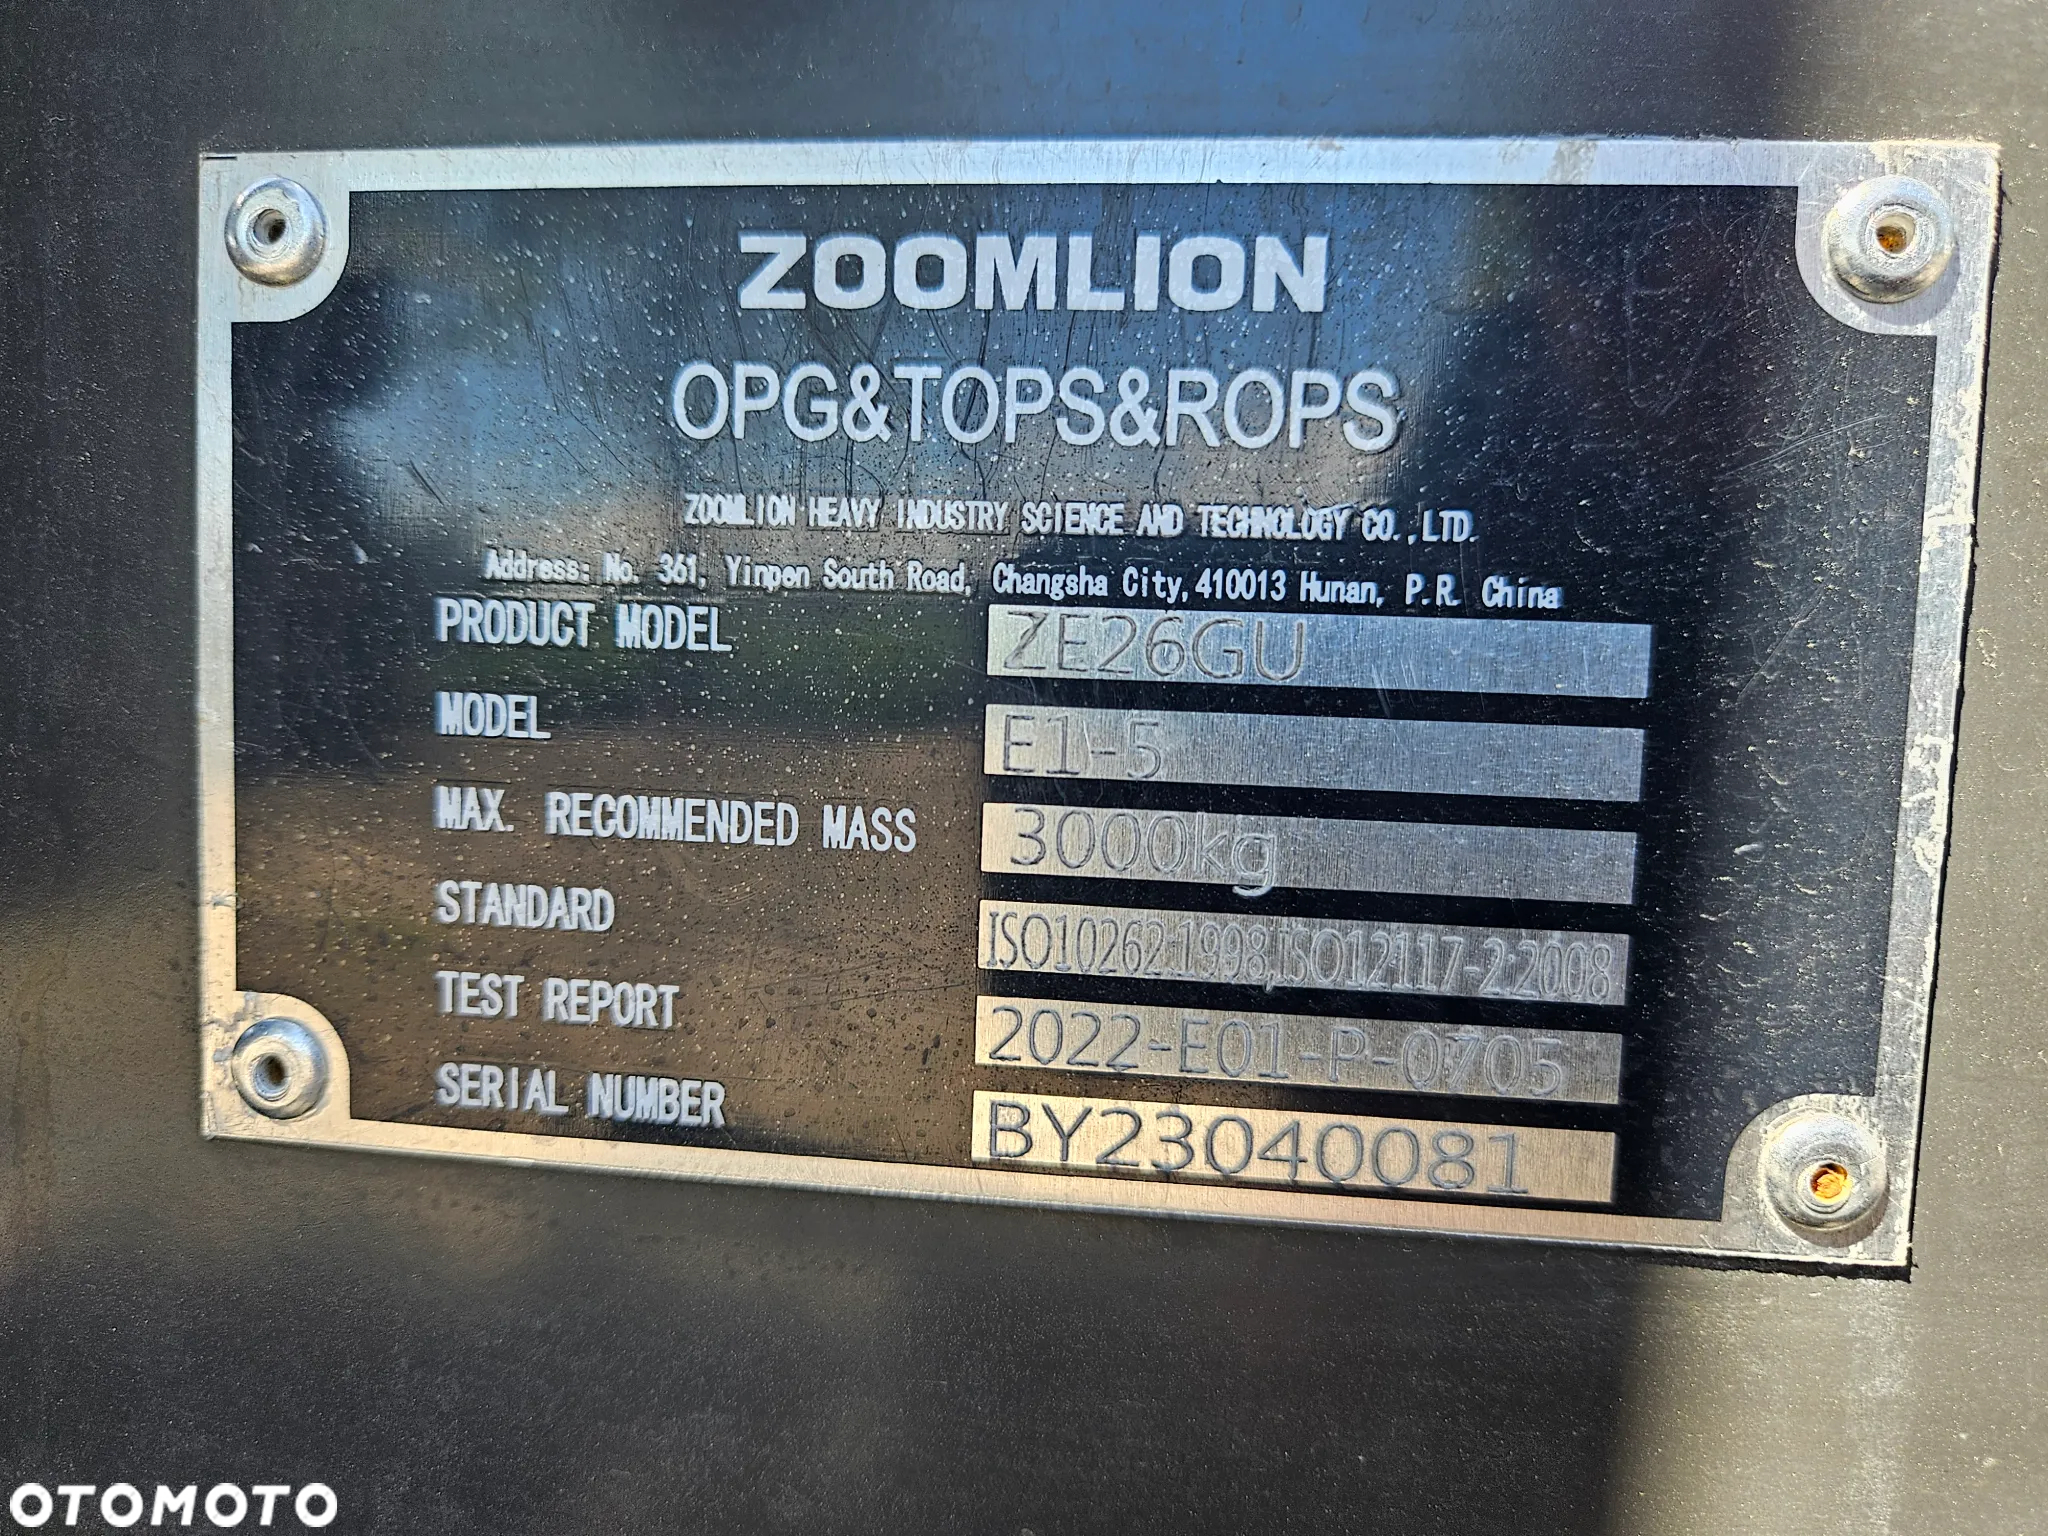 ZOOMLION
OPG&TOPS&ROPS
ZOOMLION HEAVY INDUSTRY SCIENCE AND TECHNOLOGY CO.,LTD.
Address: No. 361, Yinpen South Road, Changsha City, 410013 Hunan, P.R. China
PRODUCT MODEL ZE26GU
MODEL E1-5
MAX. RECOMMENDED MASS 3000kg
STANDARD ISO10262:1998,ISO12117-2:2008
TEST REPORT 2022-E01-P-0705
SERIAL NUMBER BY23040081
OTOMOTO